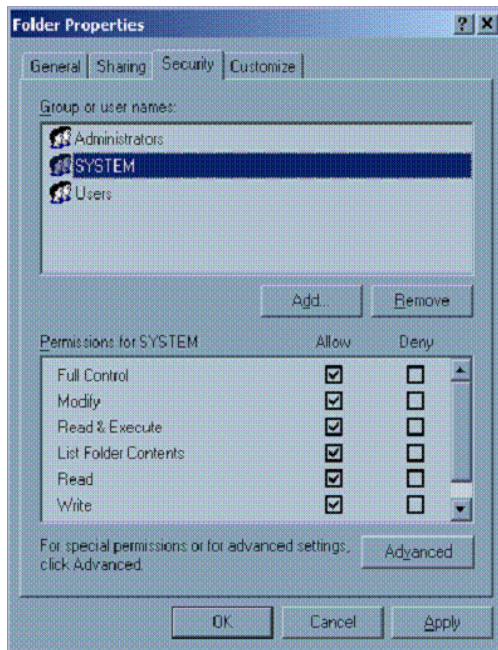 Folder Properties
General Sharing Security Customize
Group or user names:
Administrators
SYSTEM
Users
Add... Remove
Permissions for SYSTEM Allow Deny
Full Control
Modify
Read & Execute
List Folder Contents
Read
Write
For special permissions or for advanced settings, Advanced
click Advanced.
OK Cancel Apply